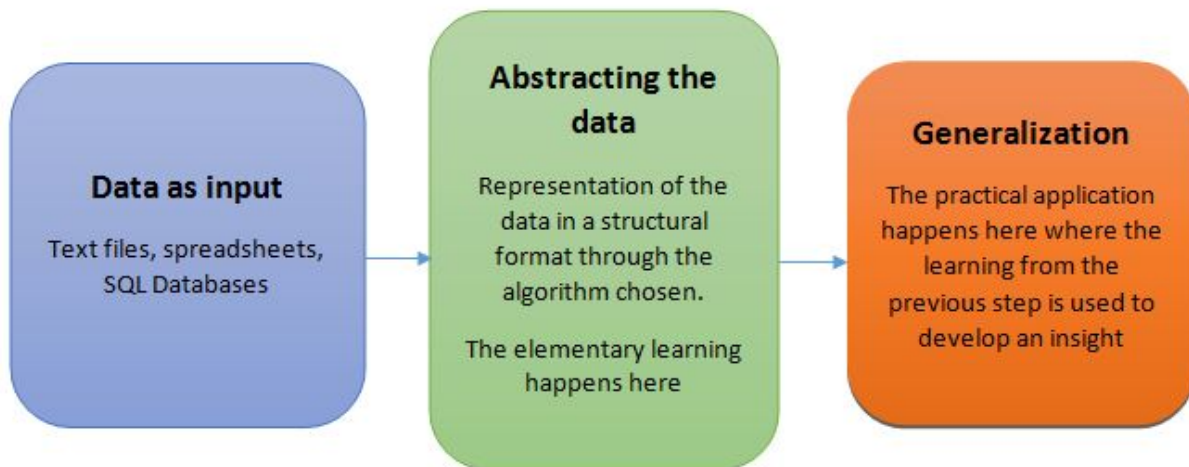 Data as input
Text files, spreadsheets,
SQL Databases
Abstracting the
data
Representation of the
data in a structural
format through the
algorithm chosen.
The elementary learning
happens here
Generalization
The practical application
happens here where the
learning from the
previous step is used to
develop an insight